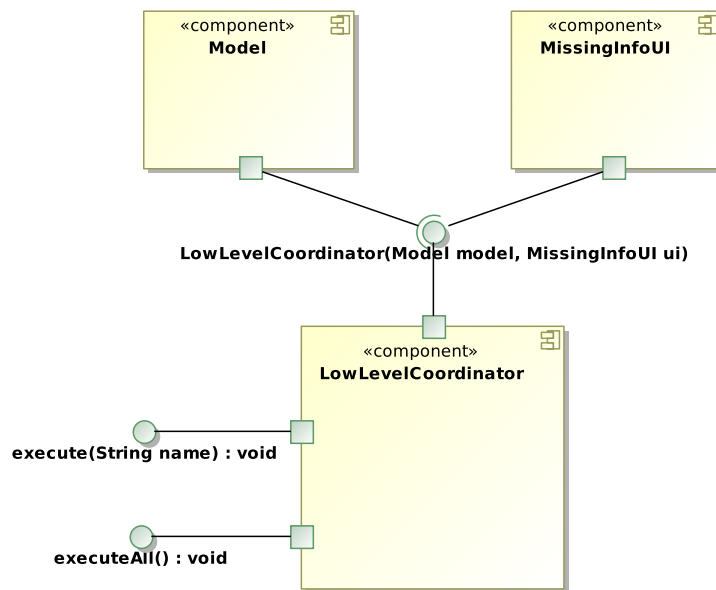 «component»
Model
«component»
MissingInfoUI
LowLevelCoordinator(Model model, MissingInfoUI ui)
«component»
LowLevelCoordinator
execute(String name) : void
executeAll() : void